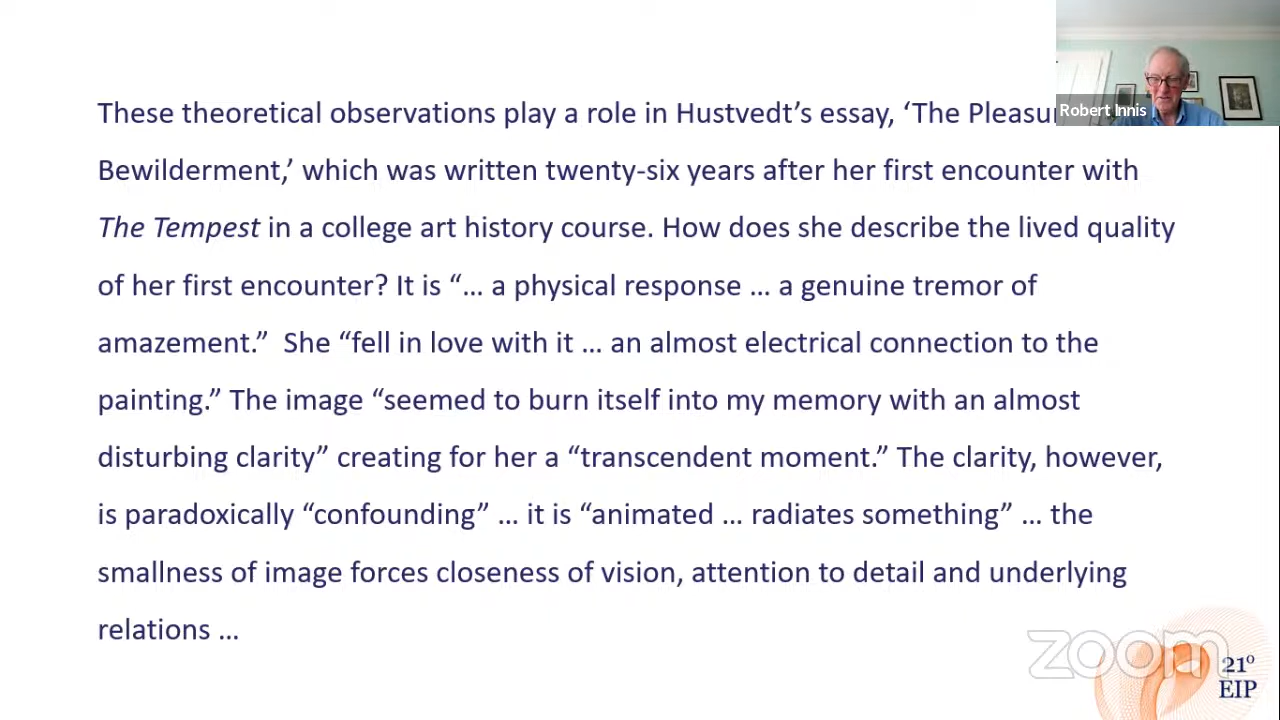 These theoretical observations play a role in Hustvedt's essay, 'The
Robert Innis
Bewilderment,' which was written twenty-six years after her first encounter with
The Tempest in a college art history course. How does she describe the lived quality
of her first encounter? It is “… a physical response … a genuine tremor of
amazement.”  She “fell in love with it … an almost electrical connection to the
painting.” The image “seemed to burn itself into my memory with an almost
disturbing clarity” creating for her a “transcendent moment.” The clarity, however,
is paradoxically “confounding” … it is “animated … radiates something” … the
smallness of image forces closeness of vision, attention to detail and underlying
relations …
zoom
21º
EIP